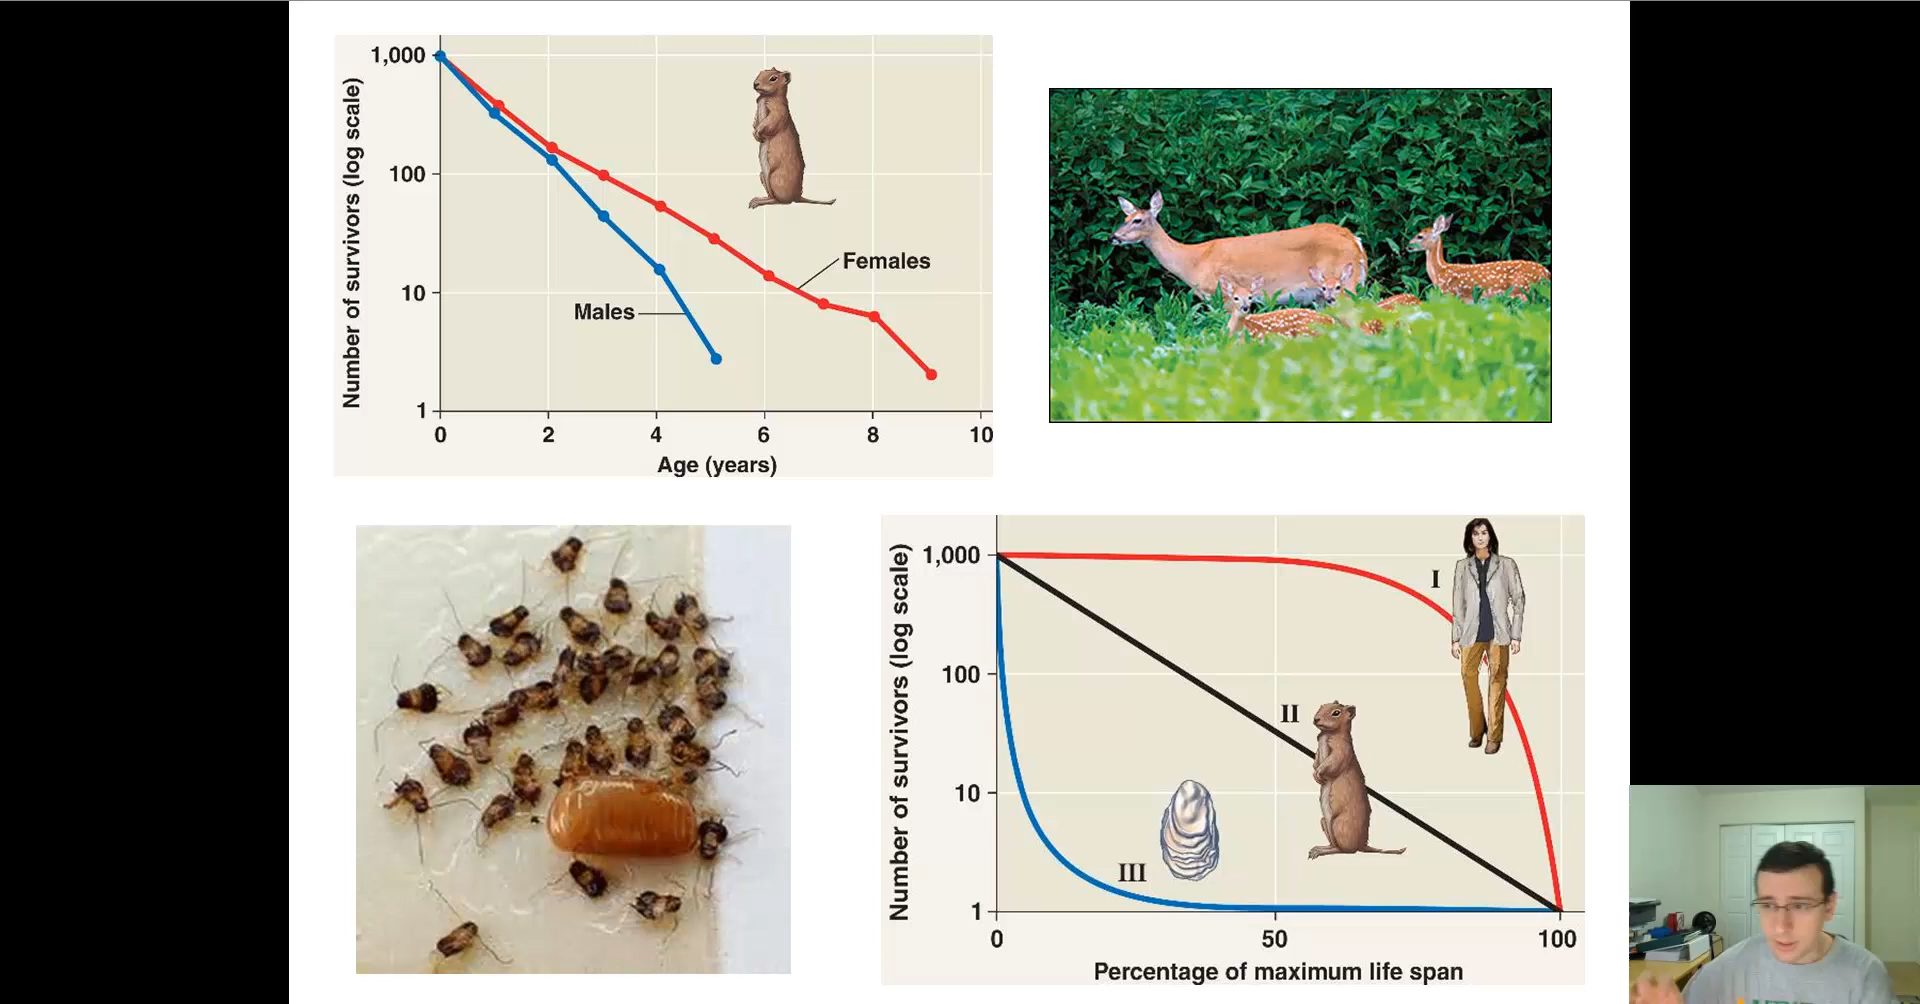 Number of survivors (log scale)
1,000
100
10
1
Females
Males
0 2 4 6 8 10
Age (years)
Number of survivors (log scale)
1,000
100
10
1
I
II
III
0 50 100
Percentage of maximum life span